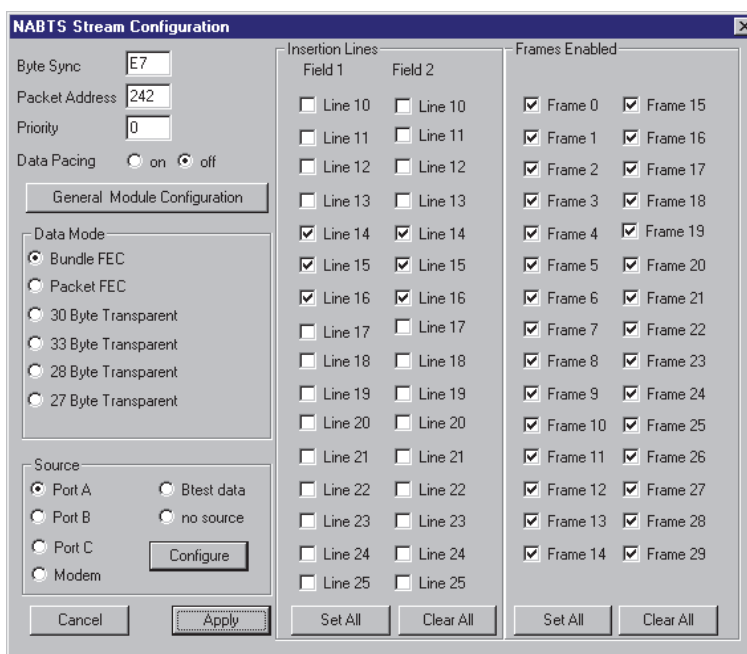 NABTS Stream Configuration
Byte Sync E7
Packet Address 242
Priority 0
Data Pacing on off
General Module Configuration
Data Mode
Bundle FEC
Packet FEC
30 Byte Transparent
33 Byte Transparent
28 Byte Transparent
27 Byte Transparent
Source
Port A Btest data
Port B no source
Port C Configure
Modem
Cancel Apply
Insertion Lines
Field 1 Field 2
Line 10 Line 10
Line 11 Line 11
Line 12 Line 12
Line 13 Line 13
Line 14 Line 14
Line 15 Line 15
Line 16 Line 16
Line 17 Line 17
Line 18 Line 18
Line 19 Line 19
Line 20 Line 20
Line 21 Line 21
Line 22 Line 22
Line 23 Line 23
Line 24 Line 24
Line 25 Line 25
Set All Clear All
Frames Enabled
Frame 0 Frame 15
Frame 1 Frame 16
Frame 2 Frame 17
Frame 3 Frame 18
Frame 4 Frame 19
Frame 5 Frame 20
Frame 6 Frame 21
Frame 7 Frame 22
Frame 8 Frame 23
Frame 9 Frame 24
Frame 10 Frame 25
Frame 11 Frame 26
Frame 12 Frame 27
Frame 13 Frame 28
Frame 14 Frame 29
Set All Clear All